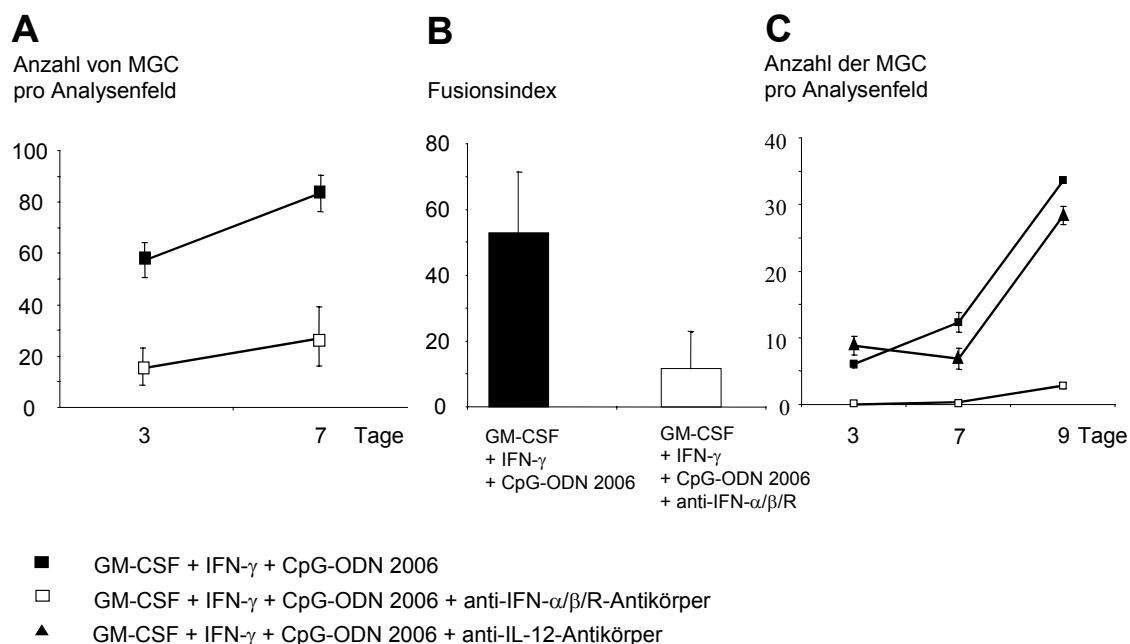 A
Anzahl von MGC
pro Analysenfeld
100
80
60
40
20
0
3
7
Tage
B
Fusionsindex
80
60
40
20
0
GM-CSF
+ IFN-γ
+ CpG-ODN 2006
GM-CSF
+ IFN-γ
+ CpG-ODN 2006
+ anti-IFN-α/β/R
C
Anzahl der MGC
pro Analysenfeld
40
30
20
10
0
3
7
9 Tage
GM-CSF + IFN-γ + CpG-ODN 2006
GM-CSF + IFN-γ + CpG-ODN 2006 + anti-IFN-α/β/R-Antikörper
GM-CSF + IFN-γ + CpG-ODN 2006 + anti-IL-12-Antikörper